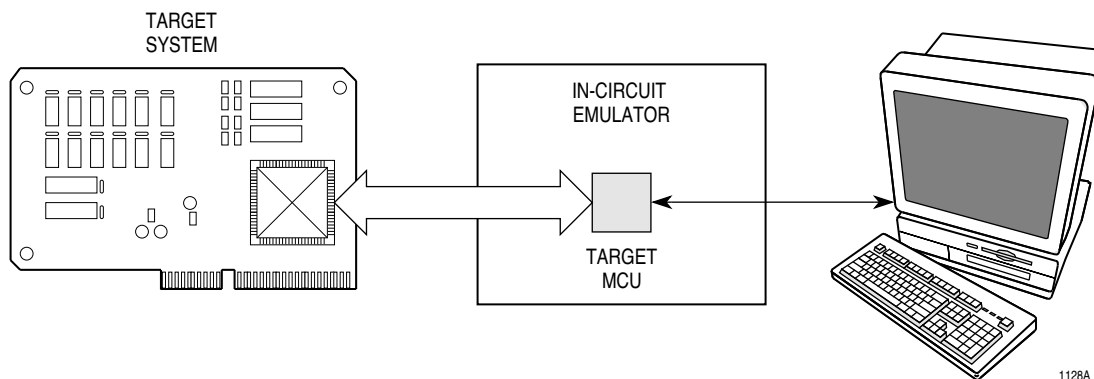 TARGET
SYSTEM
IN-CIRCUIT
EMULATOR
TARGET
MCU
1128A